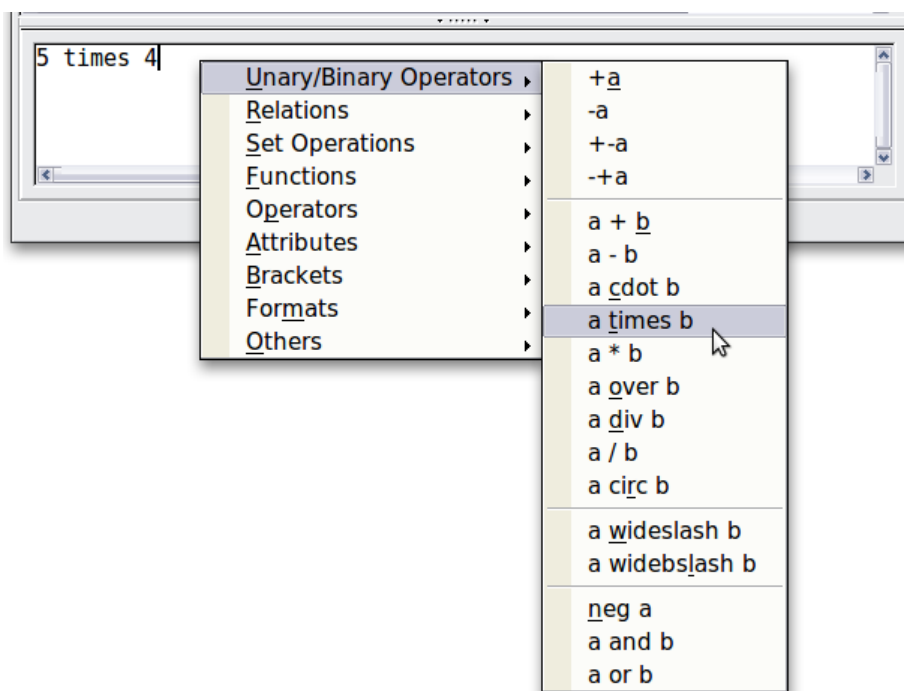 5 times 4
Unary/Binary Operators
Relations
Set Operations
Functions
Operators
Attributes
Brackets
Formats
Others
+a
-a
+-a
-+a
a + b
a - b
a cdot b
a times b
a * b
a over b
a div b
a / b
a circ b
a wideslash b
a widebslash b
neg a
a and b
a or b